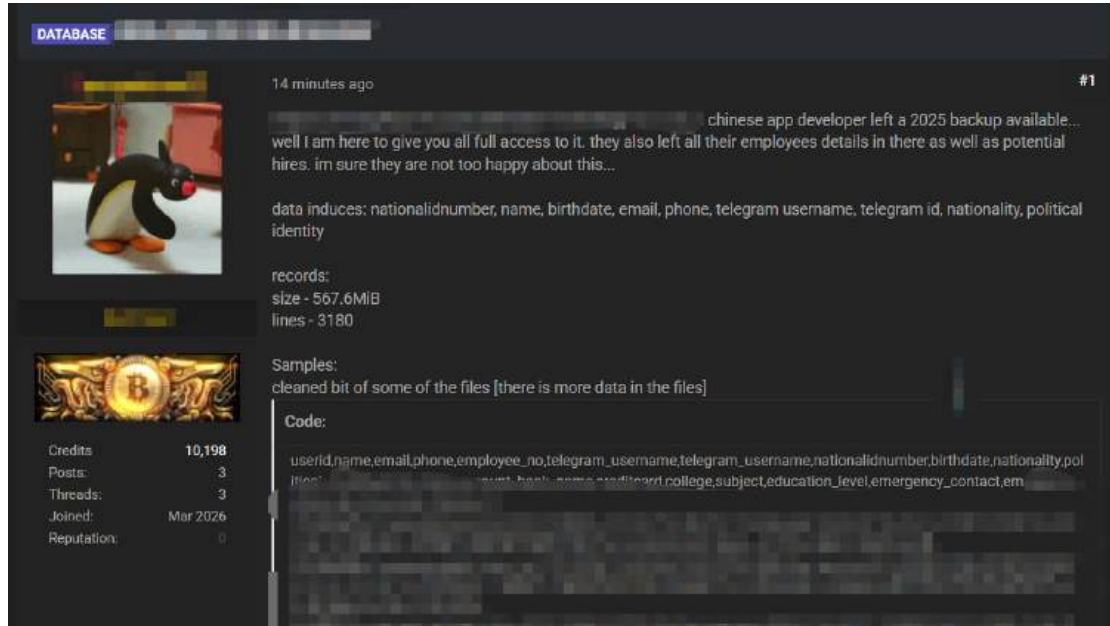 DATABASE
14 minutes ago
#1
chinese app developer left a 2025 backup available...
well I am here to give you all full access to it. they also left all their employees details in there as well as potential
hires. im sure they are not too happy about this...
data induces: nationalidnumber, name, birthdate, email, phone, telegram username, telegram id, nationality, political
identity
records:
size - 567.6MiB
lines - 3180
Samples:
cleaned bit of some of the files [there is more data in the files]
Code:
userid,name,email,phone,employee_no,telegram_username,telegram_username,nationalidnumber,birthdate,nationality,pol
bank_name,creditcard,college,subject,education_level,emergency_contact,em
B
Credits 10,198
Posts: 3
Threads: 3
Joined: Mar 2026
Reputation: 0